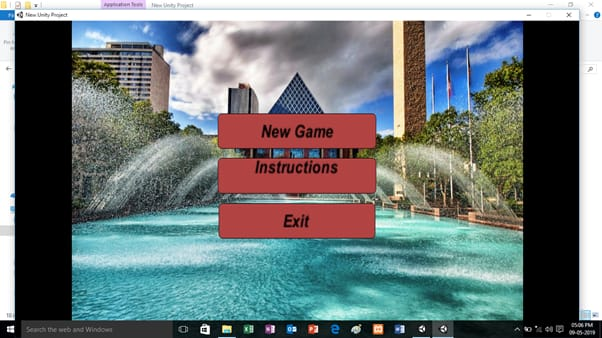 Application Tools
New Unity Project
New Unity Project
New Game
Instructions
Exit
Search the web and Windows
05:06 PM
09-05-2019